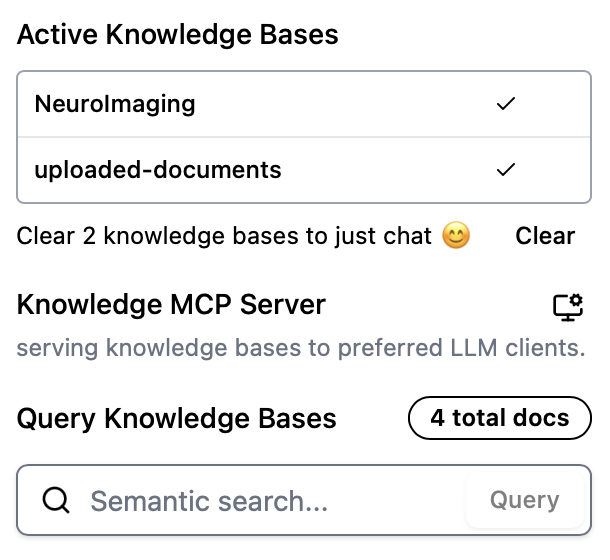 Active Knowledge Bases
NeuroImaging
uploaded-documents
Clear 2 knowledge bases to just chat 😊 Clear
Knowledge MCP Server
serving knowledge bases to preferred LLM clients.
Query Knowledge Bases 4 total docs
Semantic search... Query